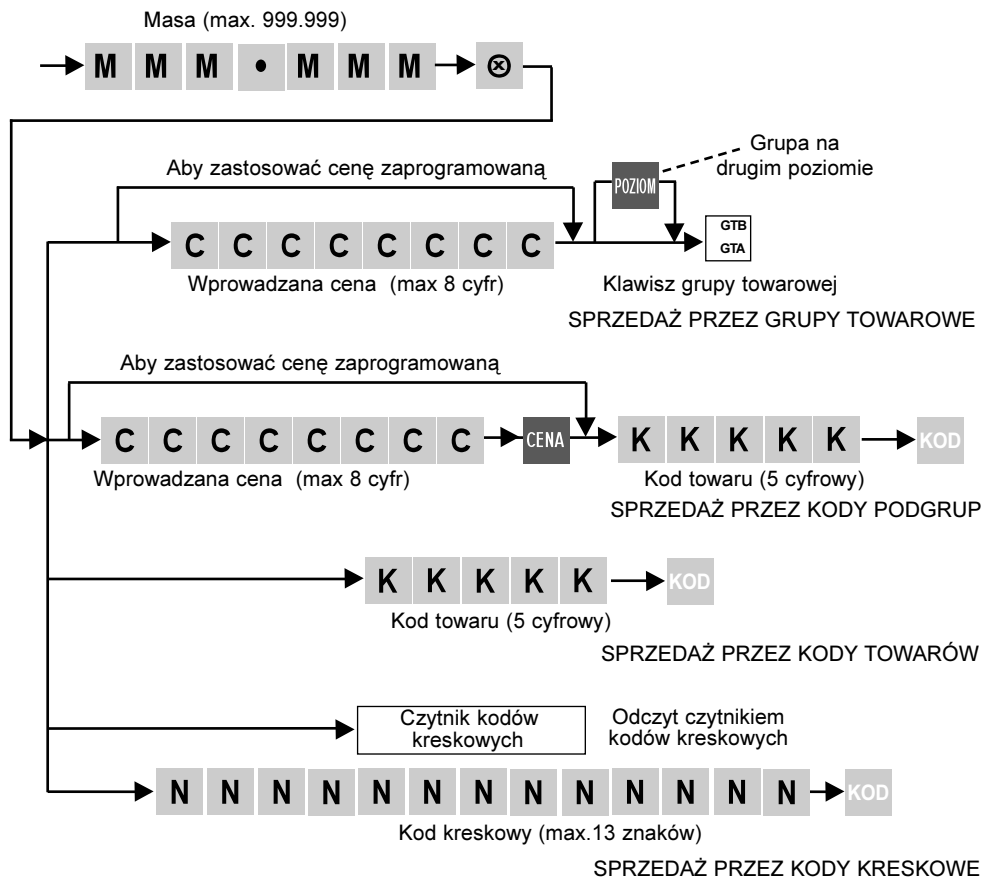 Masa (max. 999.999)
M M M • M M M ⊗
Aby zastosować cenę zaprogramowaną
POZIOM
Grupa na
drugim poziomie
C C C C C C C C
GTB
GTA
Wprowadzana cena (max 8 cyfr)
Klawisz grupy towarowej
SPRZEDAŻ PRZEZ GRUPY TOWAROWE
Aby zastosować cenę zaprogramowaną
C C C C C C C C CENA K K K K K KOD
Wprowadzana cena (max 8 cyfr)
Kod towaru (5 cyfrowy)
SPRZEDAŻ PRZEZ KODY PODGRUP
K K K K K KOD
Kod towaru (5 cyfrowy)
SPRZEDAŻ PRZEZ KODY TOWARÓW
Czytnik kodów
kreskowych
Odczyt czytnikiem
kodów kreskowych
N N N N N N N N N N N N N KOD
Kod kreskowy (max.13 znaków)
SPRZEDAŻ PRZEZ KODY KRESKOWE